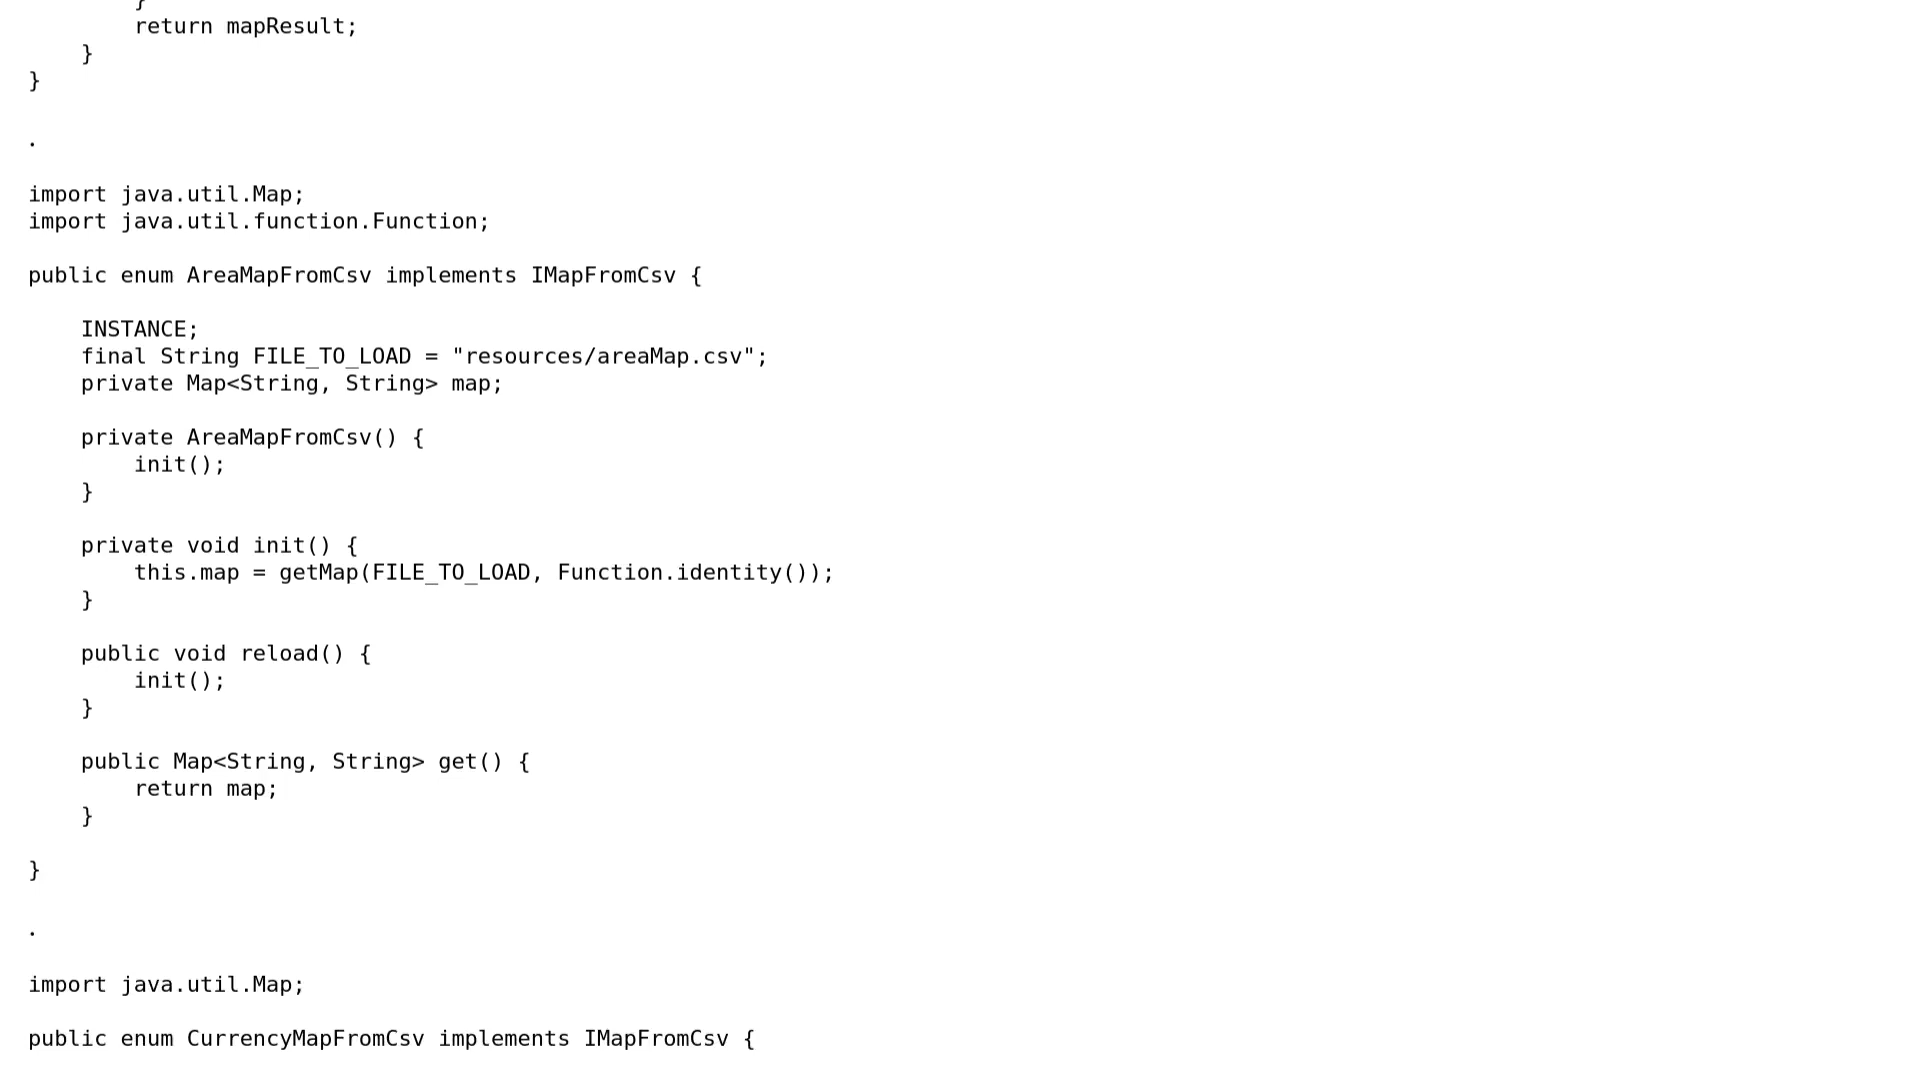 }
return mapResult;
}
}
.
import java.util.Map;
import java.util.function.Function;
public enum AreaMapFromCsv implements IMapFromCsv {
INSTANCE;
final String FILE_TO_LOAD = "resources/areaMap.csv";
private Map<String, String> map;
private AreaMapFromCsv() {
init();
}
private void init() {
this.map = getMap(FILE_TO_LOAD, Function.identity());
}
public void reload() {
init();
}
public Map<String, String> get() {
return map;
}
}
.
import java.util.Map;
public enum CurrencyMapFromCsv implements IMapFromCsv {